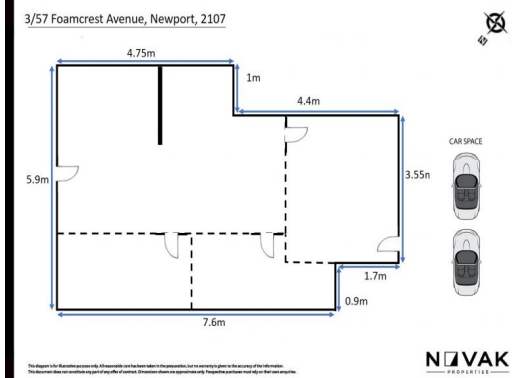 3/57 Foamcrest Avenue, Newport, 2107
4.75m
1m
4.4m
CAR SPACE
5.9m
3.55m
1.7m
0.9m
7.6m
This diagram is for illustrative purposes only. All reasonable care has been taken in the preparation, but no warranty is given to the accuracy of the information.
This document does not constitute any part of any offer of contract. Dimensions shown are approximate only. Prospective purchasers must rely on their own enquiries.
NOVAK
PROPERTIES